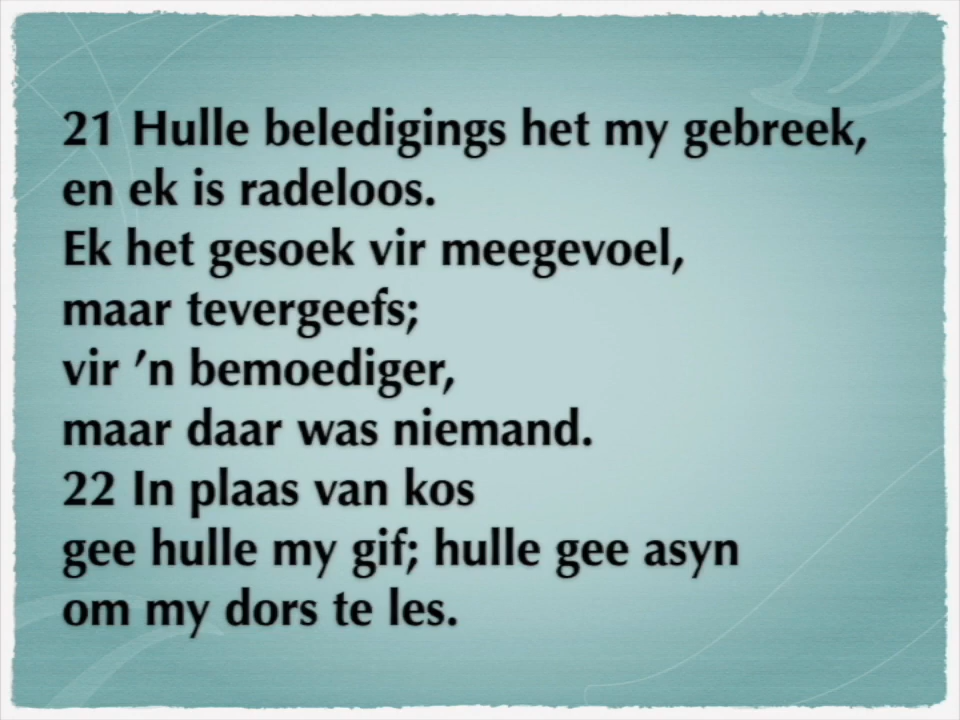 21 Hulle beledigings het my gebreek,
en ek is radeloos.
Ek het gesoek vir meegevoel,
maar tevergeefs;
vir ’n bemoediger,
maar daar was niemand.
22 In plaas van kos
gee hulle my gif; hulle gee asyn
om my dors te les.